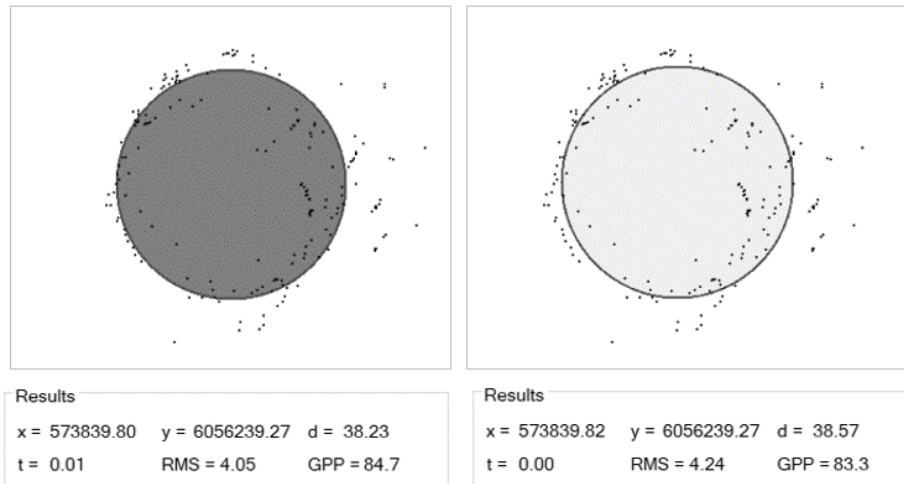 Results
x = 573839.80 y = 6056239.27 d = 38.23
t = 0.01 RMS = 4.05 GPP = 84.7
Results
x = 573839.82 y = 6056239.27 d = 38.57
t = 0.00 RMS = 4.24 GPP = 83.3